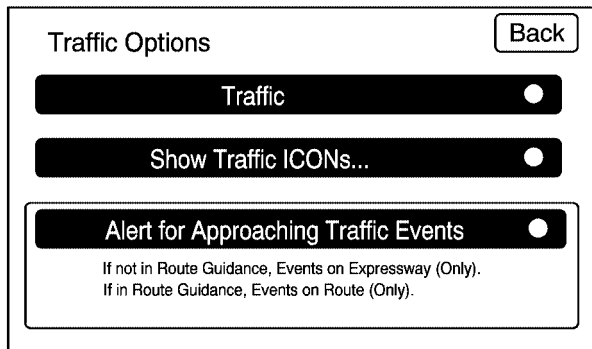 Traffic Options
Back
Traffic
Show Traffic ICONs...
Alert for Approaching Traffic Events
If not in Route Guidance, Events on Expressway (Only).
If in Route Guidance, Events on Route (Only).